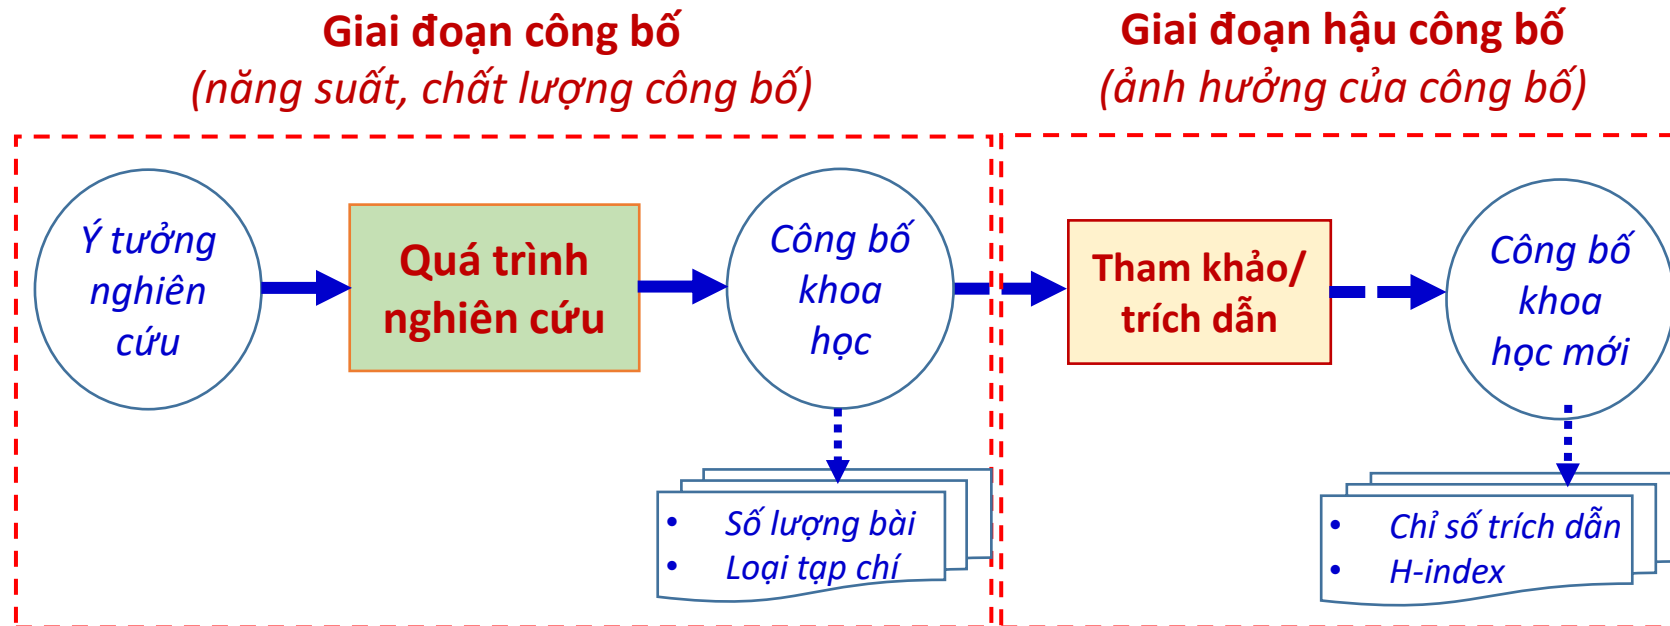 Giai đoạn công bố
(năng suất, chất lượng công bố)
Giai đoạn hậu công bố
(ảnh hưởng của công bố)
Ý tưởng
nghiên
cứu
Quá trình
nghiên cứu
Công bố
khoa
học
Tham khảo/
trích dẫn
Công bố
khoa
học mới
• Số lượng bài
• Loại tạp chí
• Chỉ số trích dẫn
• H-index